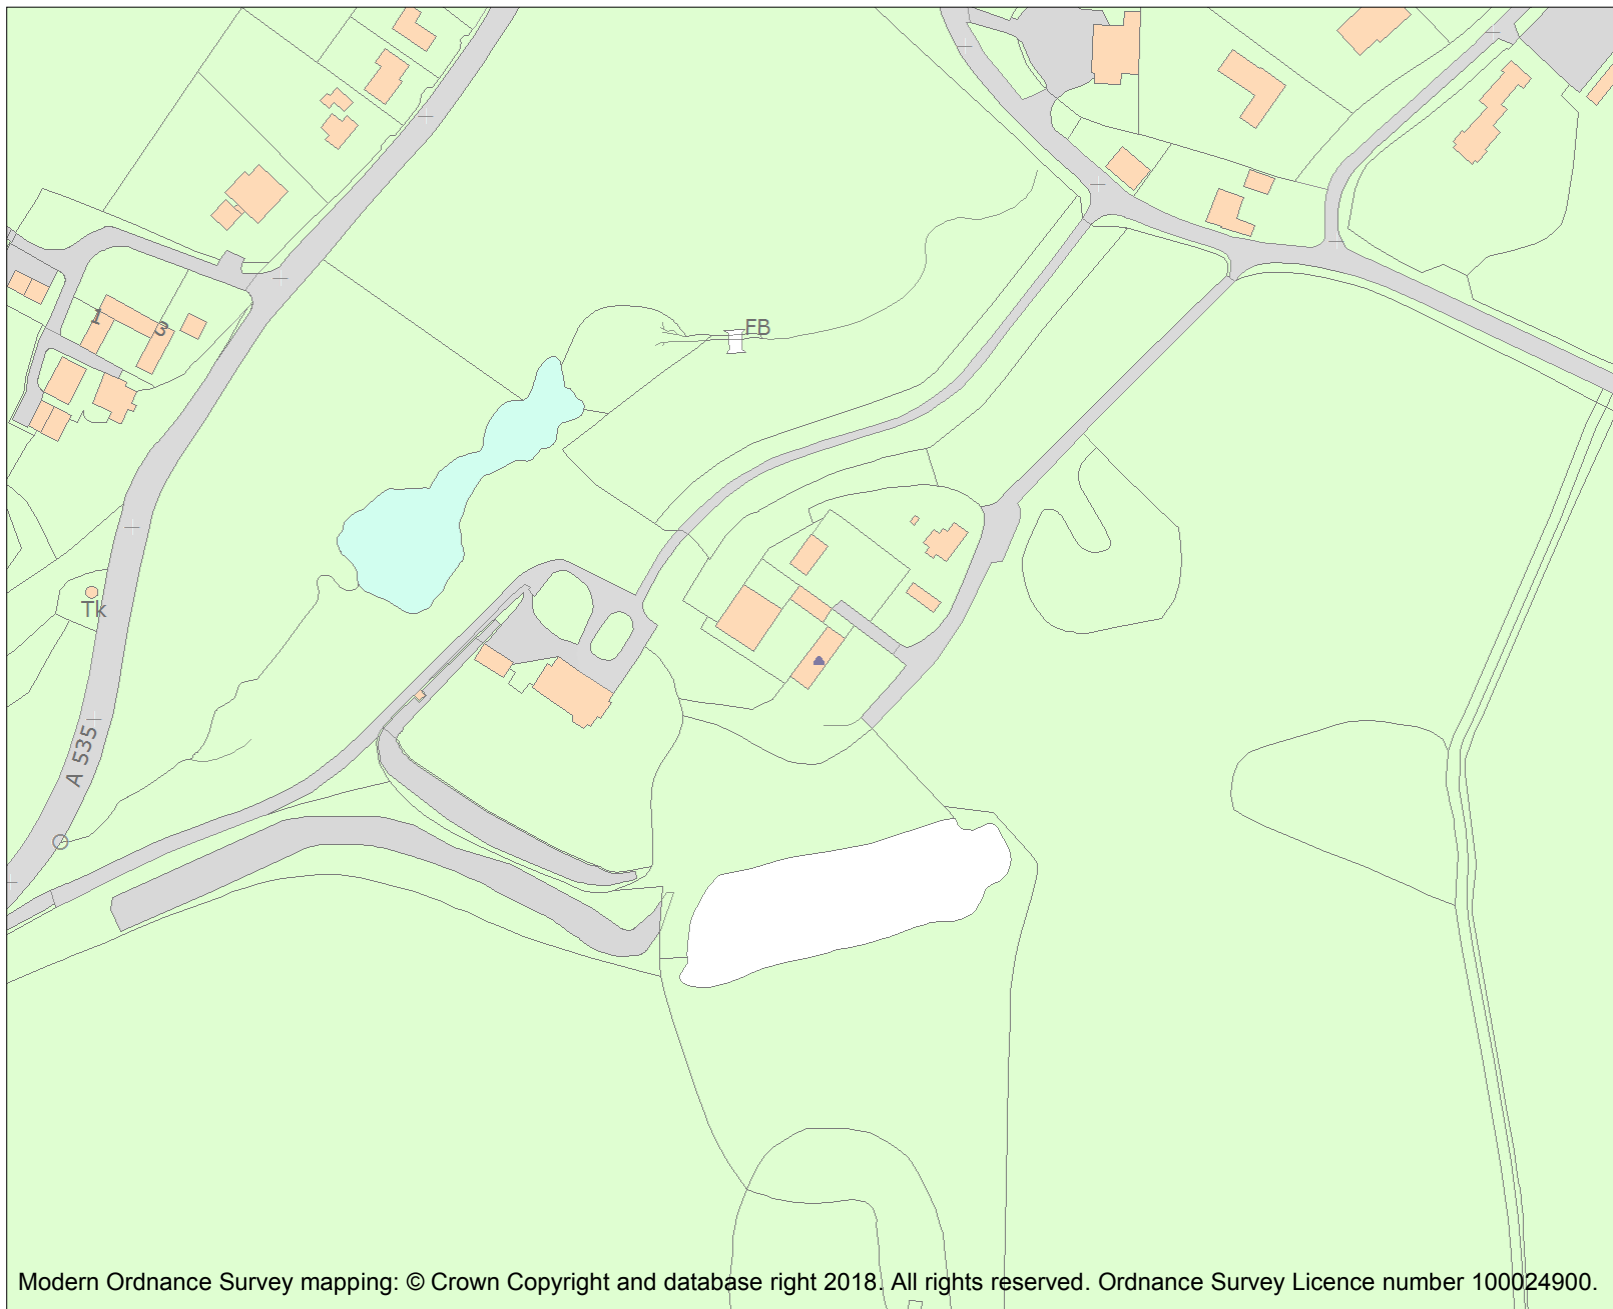 FB
1
3
Tk
A 535
Modern Ordnance Survey mapping: © Crown Copyright and database right 2018. All rights reserved. Ordnance Survey Licence number 100024900.